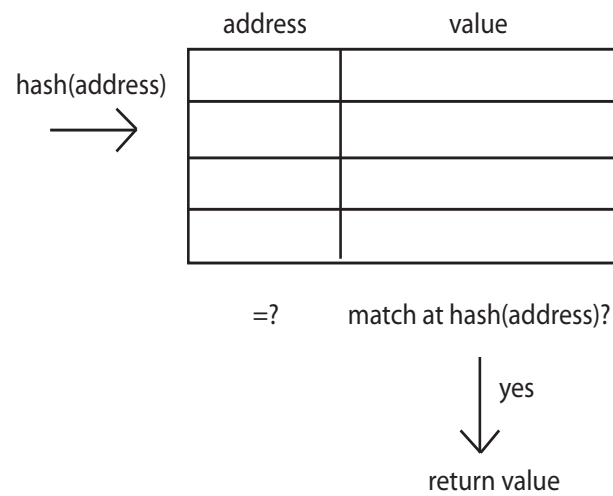 address value
hash(address)
=? match at hash(address)?
yes
return value